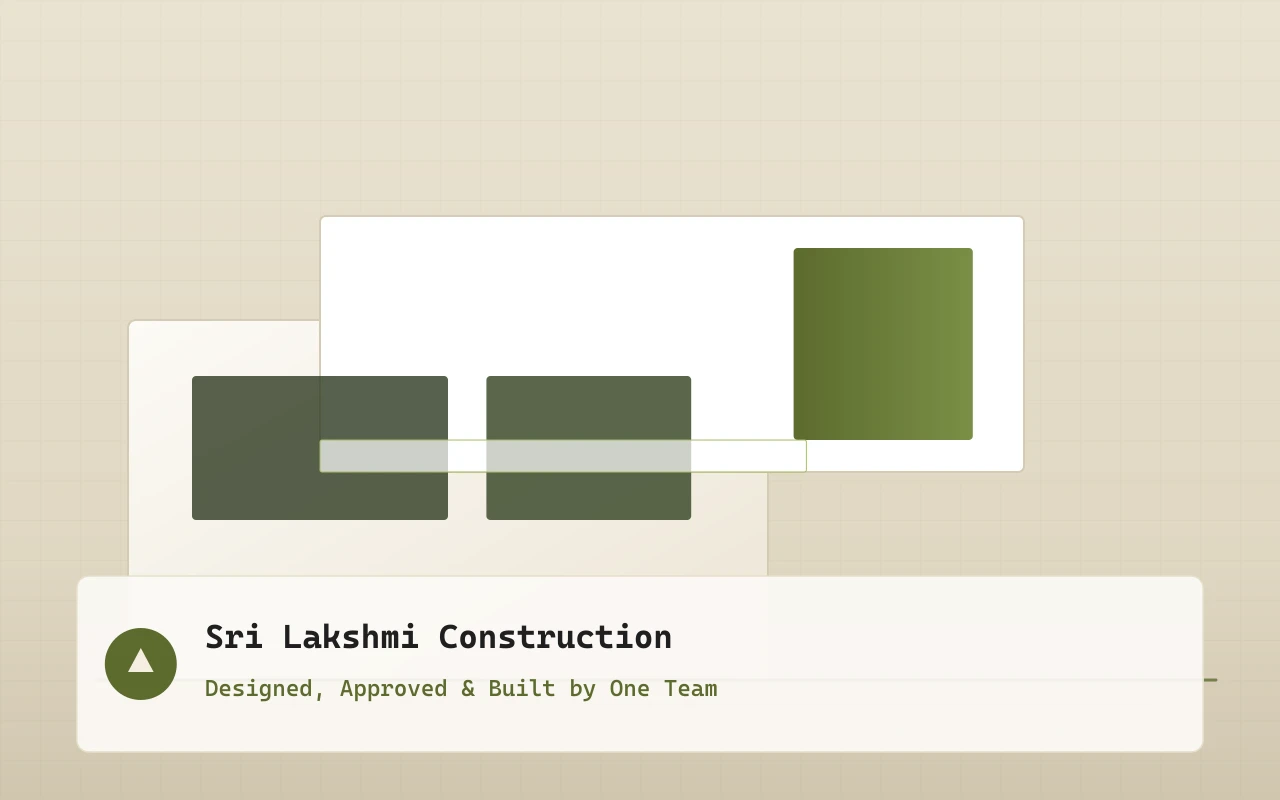 Sri Lakshmi Construction
Designed, Approved & Built by One Team